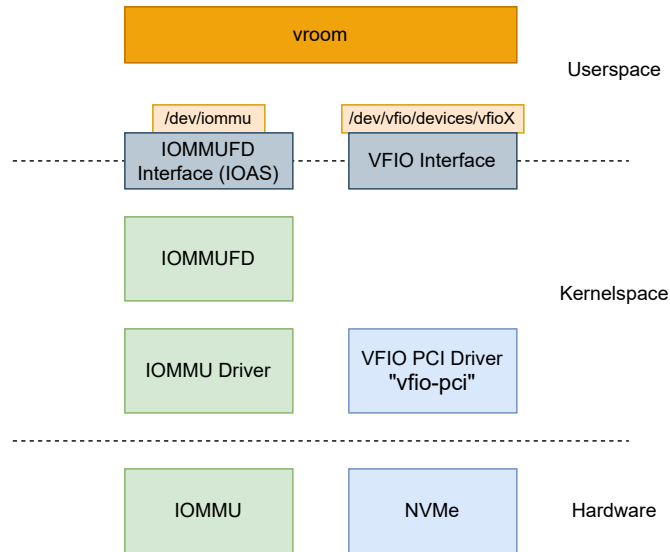 vroom
Userspace
/dev/iommu
/dev/vfio/devices/vfioX
IOMMUFD
Interface (IOAS)
VFIO Interface
IOMMUFD
Kernelspace
IOMMU Driver
VFIO PCI Driver
"vfio-pci"
IOMMU
NVMe
Hardware